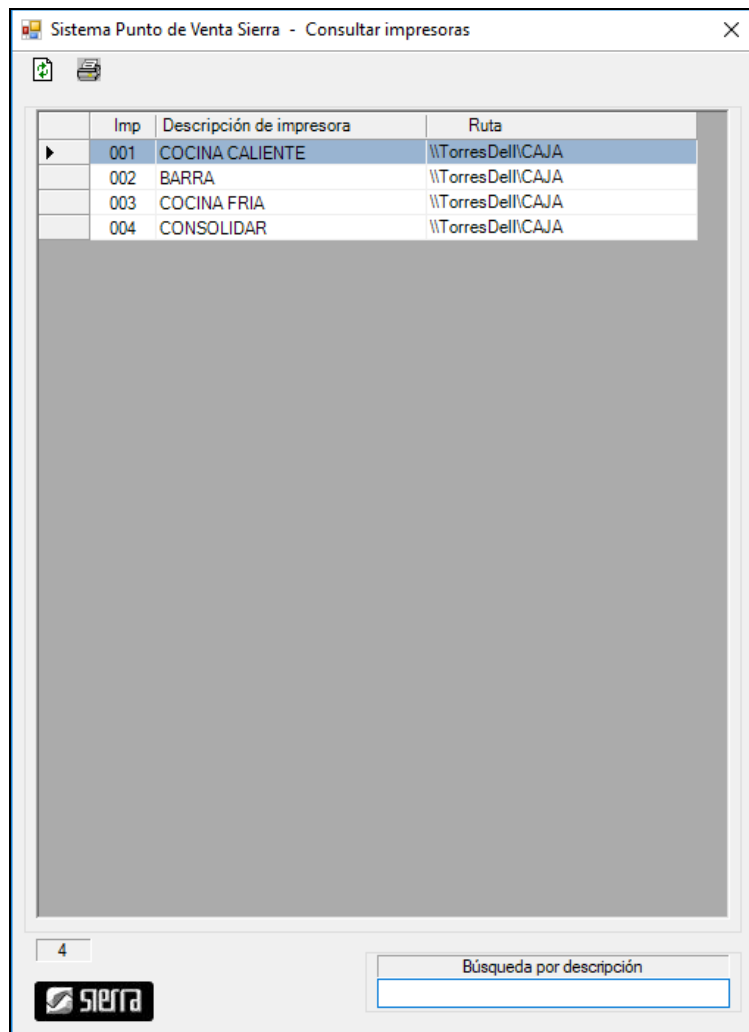 Sistema Punto de Venta Sierra - Consultar impresoras
Imp Descripción de impresora Ruta
001 COCINA CALIENTE \\TorresDell\CAJA
002 BARRA \\TorresDell\CAJA
003 COCINA FRIA \\TorresDell\CAJA
004 CONSOLIDAR \\TorresDell\CAJA
4
Búsqueda por descripción
sierra